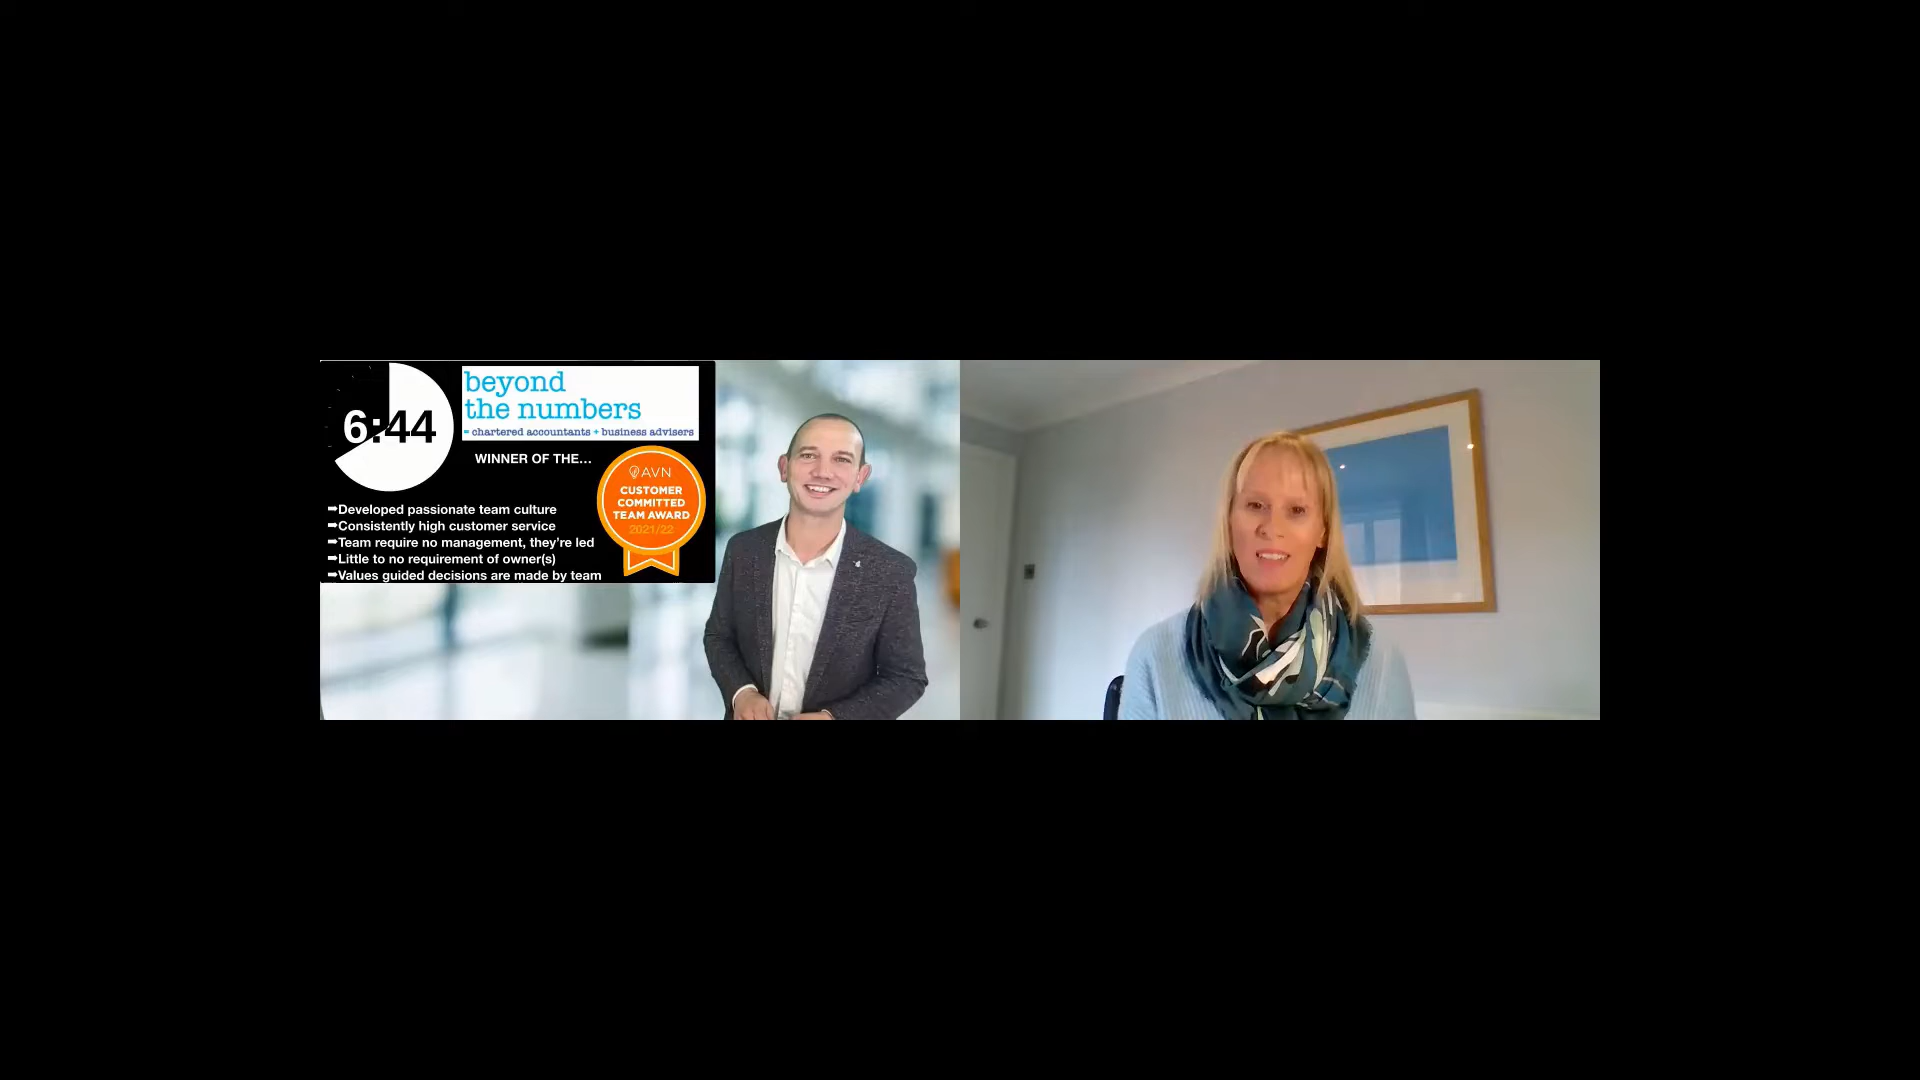 6:44
beyond
the numbers
= chartered accountants + business advisers
WINNER OF THE...
AVN
CUSTOMER
COMMITTED
TEAM AWARD
2021/22
➡Developed passionate team culture
➡Consistently high customer service
➡Team require no management, they're led
➡Little to no requirement of owner(s)
➡Values guided decisions are made by team